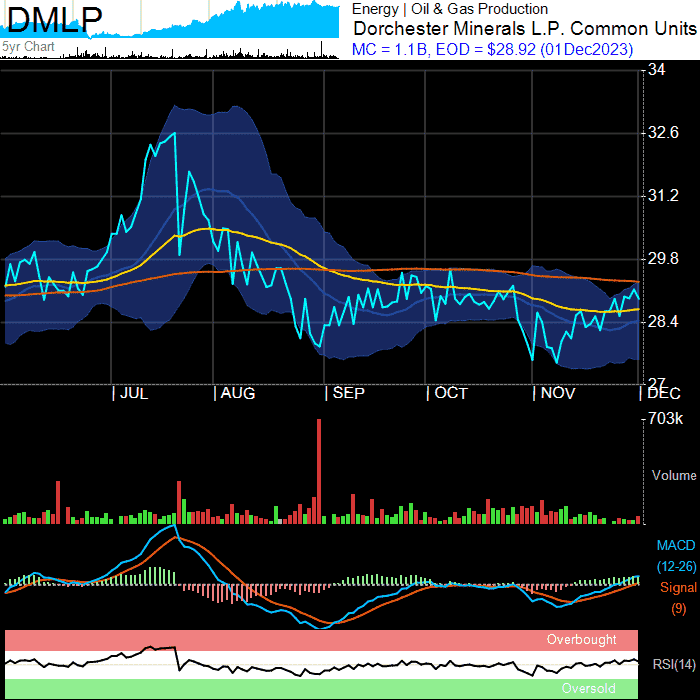 DMLP
5yr Chart
Energy | Oil & Gas Production
Dorchester Minerals L.P. Common Units
MC = 1.1B, EOD = $28.92 (01Dec2023)
34
32.6
31.2
29.8
28.4
27
| JUL | AUG | SEP | OCT | NOV | DEC
703k
Volume
MACD
(12-26)
Signal
(9)
Overbought
RSI(14)
Oversold